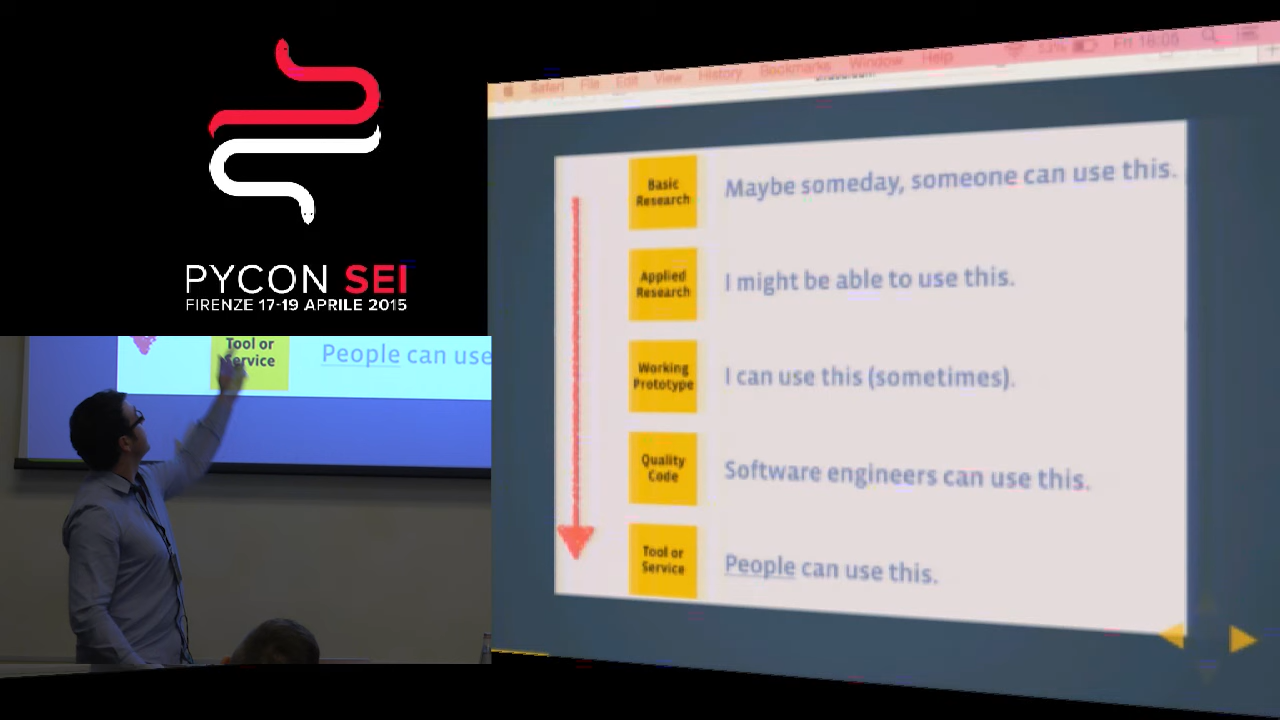 PYCON SEI
FIRENZE 17-19 APRILE 2015
Tool or
Service
People can use
Safari File Edit View History Bookmarks Window Help
Fri 16:06
Basic
Research
Maybe someday, someone can use this.
Applied
Research
I might be able to use this.
Working
Prototype
I can use this (sometimes).
Quality
Code
Software engineers can use this.
Tool or
Service
People can use this.